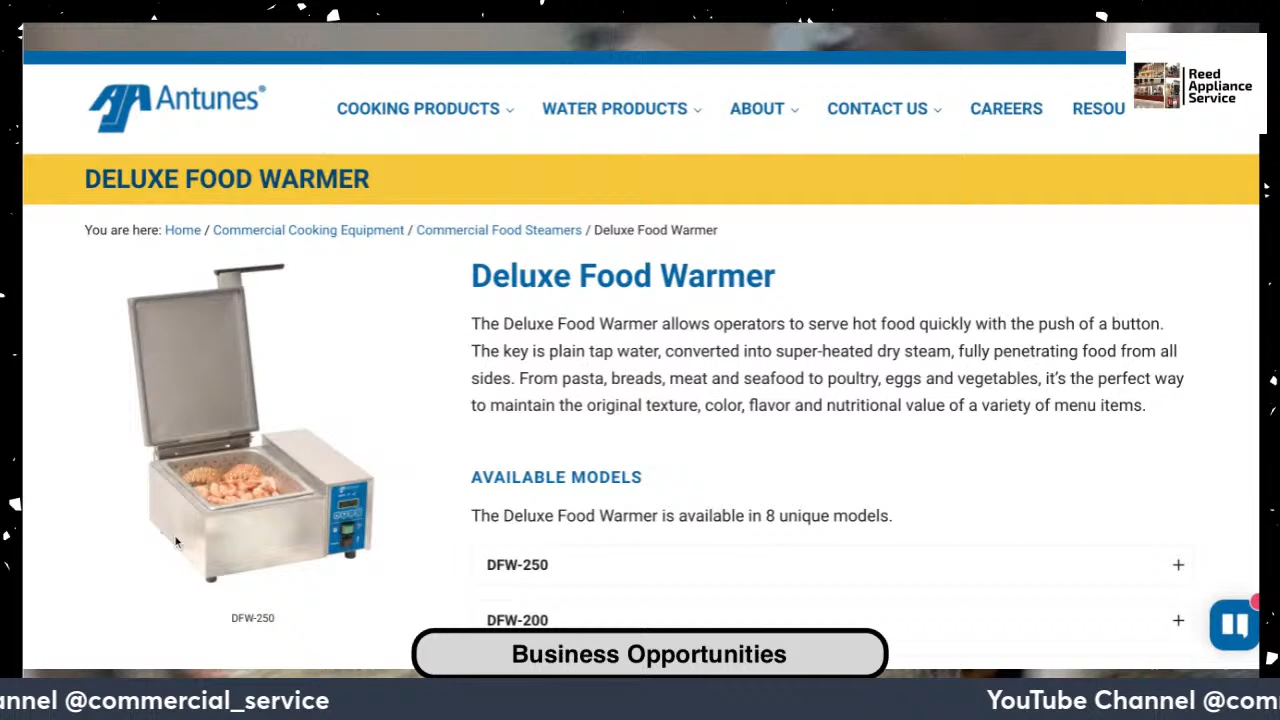 Antunes®
COOKING PRODUCTS
WATER PRODUCTS
ABOUT
CONTACT US
CAREERS
RESOU
Reed
Appliance
Service
DELUXE FOOD WARMER
You are here: Home / Commercial Cooking Equipment / Commercial Food Steamers / Deluxe Food Warmer
Deluxe Food Warmer
The Deluxe Food Warmer allows operators to serve hot food quickly with the push of a button.
The key is plain tap water, converted into super-heated dry steam, fully penetrating food from all
sides. From pasta, breads, meat and seafood to poultry, eggs and vegetables, it's the perfect way
to maintain the original texture, color, flavor and nutritional value of a variety of menu items.
AVAILABLE MODELS
The Deluxe Food Warmer is available in 8 unique models.
DFW-250 +
DFW-250
DFW-200 +
Business Opportunities
annel @commercial_service
YouTube Channel @com